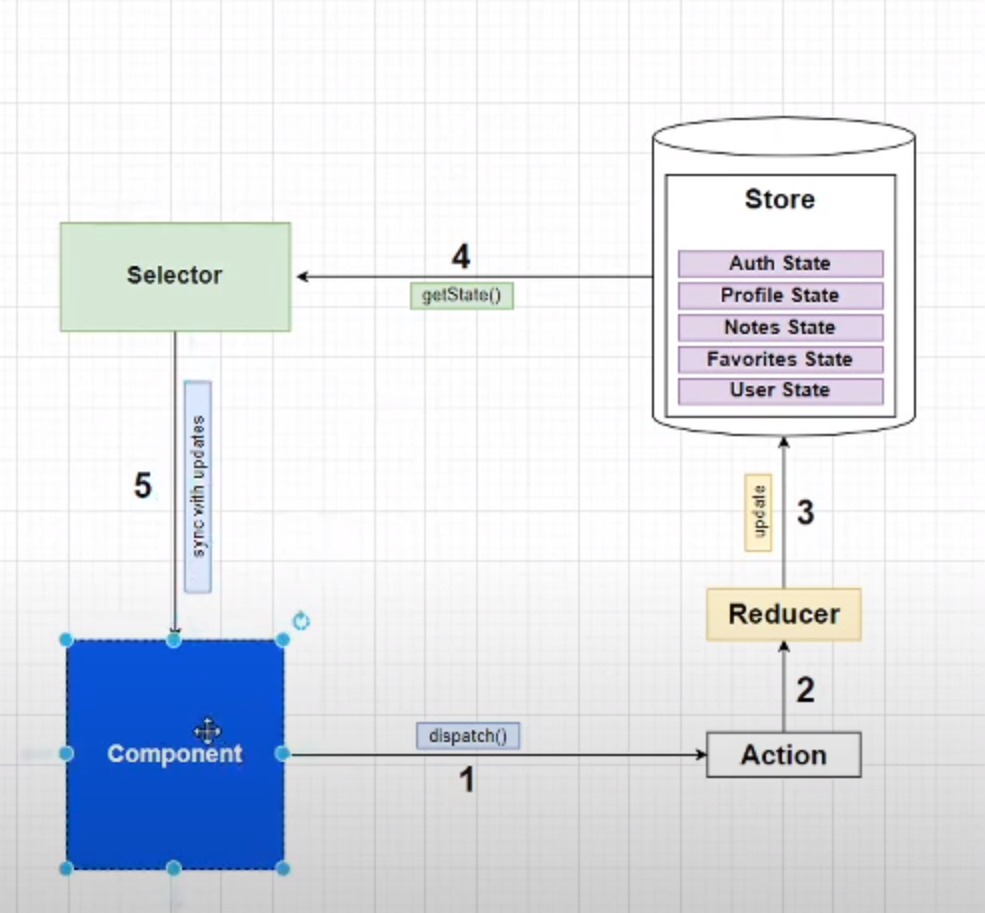 Store
Auth State
Profile State
Notes State
Favorites State
User State
4
getState()
Selector
5
sync with updates
update
3
Reducer
2
Action
dispatch()
1
Component